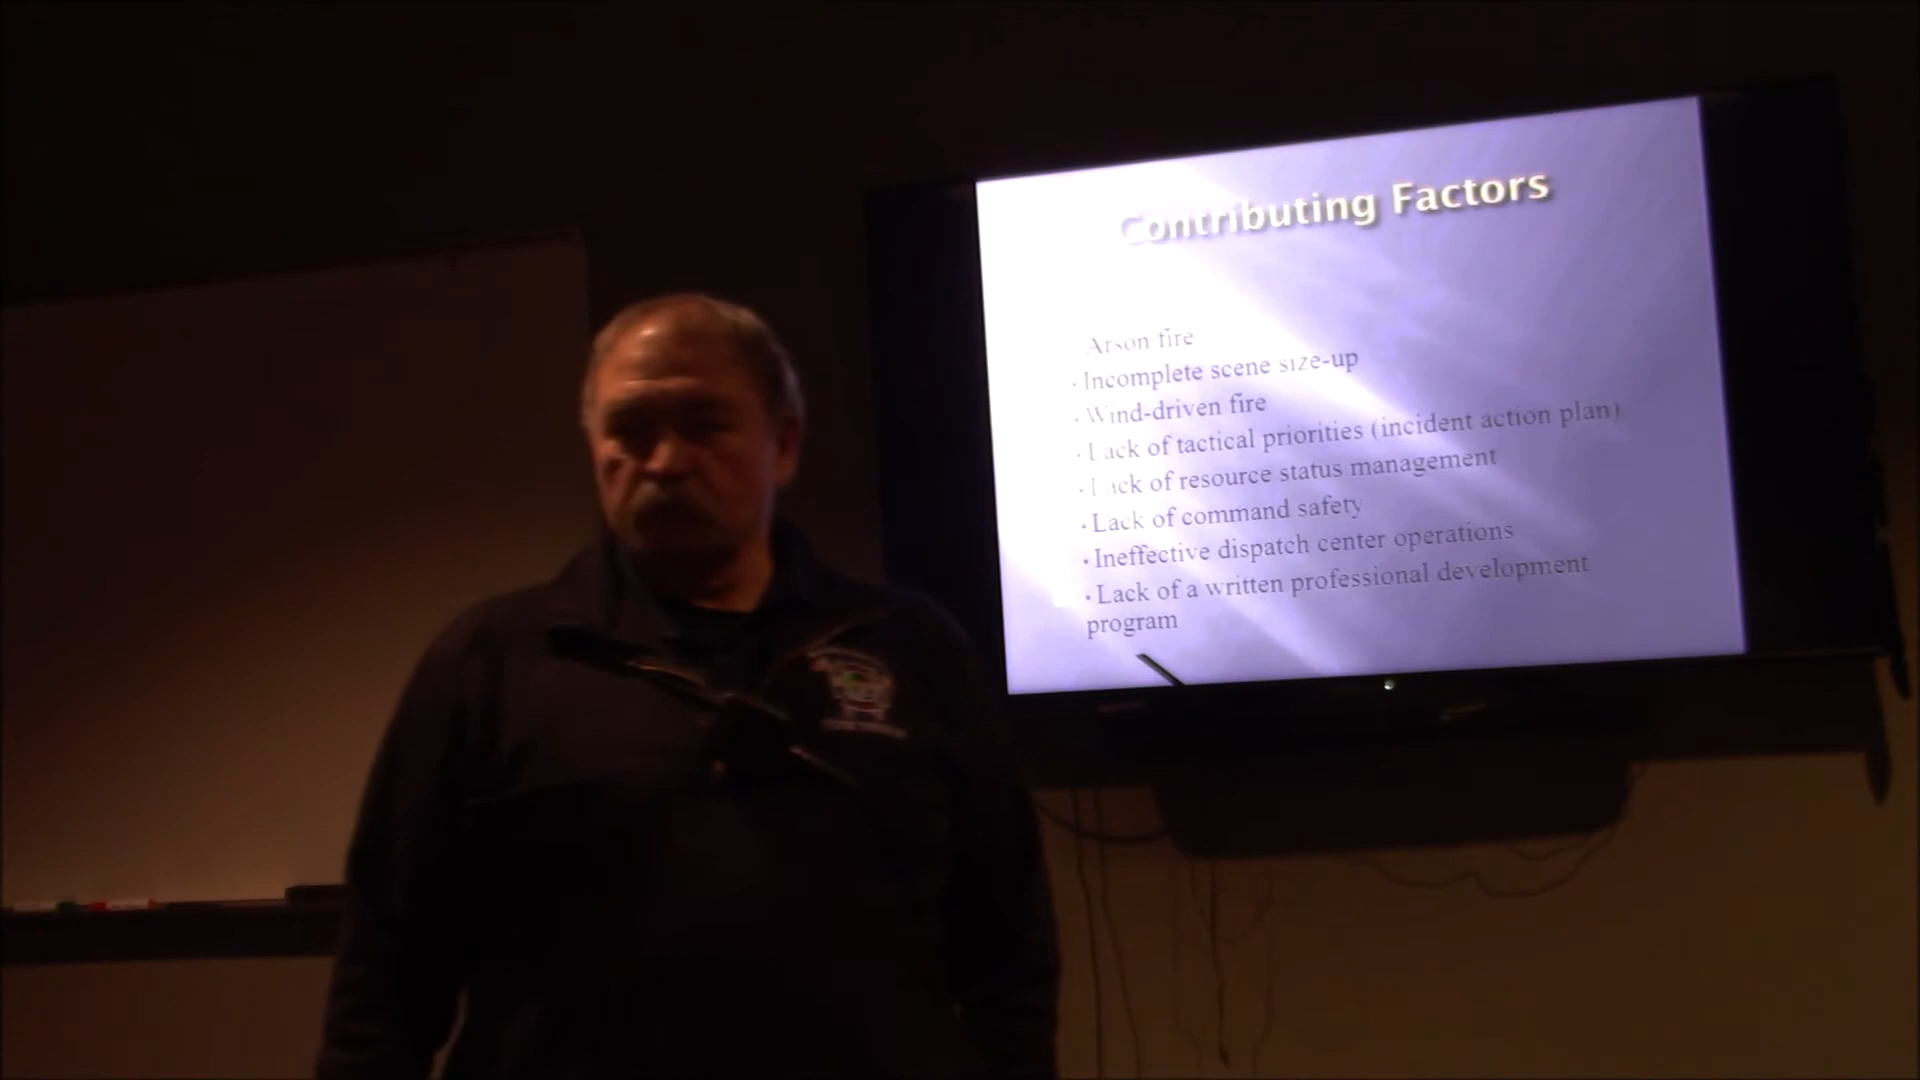 Contributing Factors
Arson fire
· Incomplete scene size-up
· Wind-driven fire
· Lack of tactical priorities (incident action plan)
· Lack of resource status management
· Lack of command safety
· Ineffective dispatch center operations
· Lack of a written professional development
program